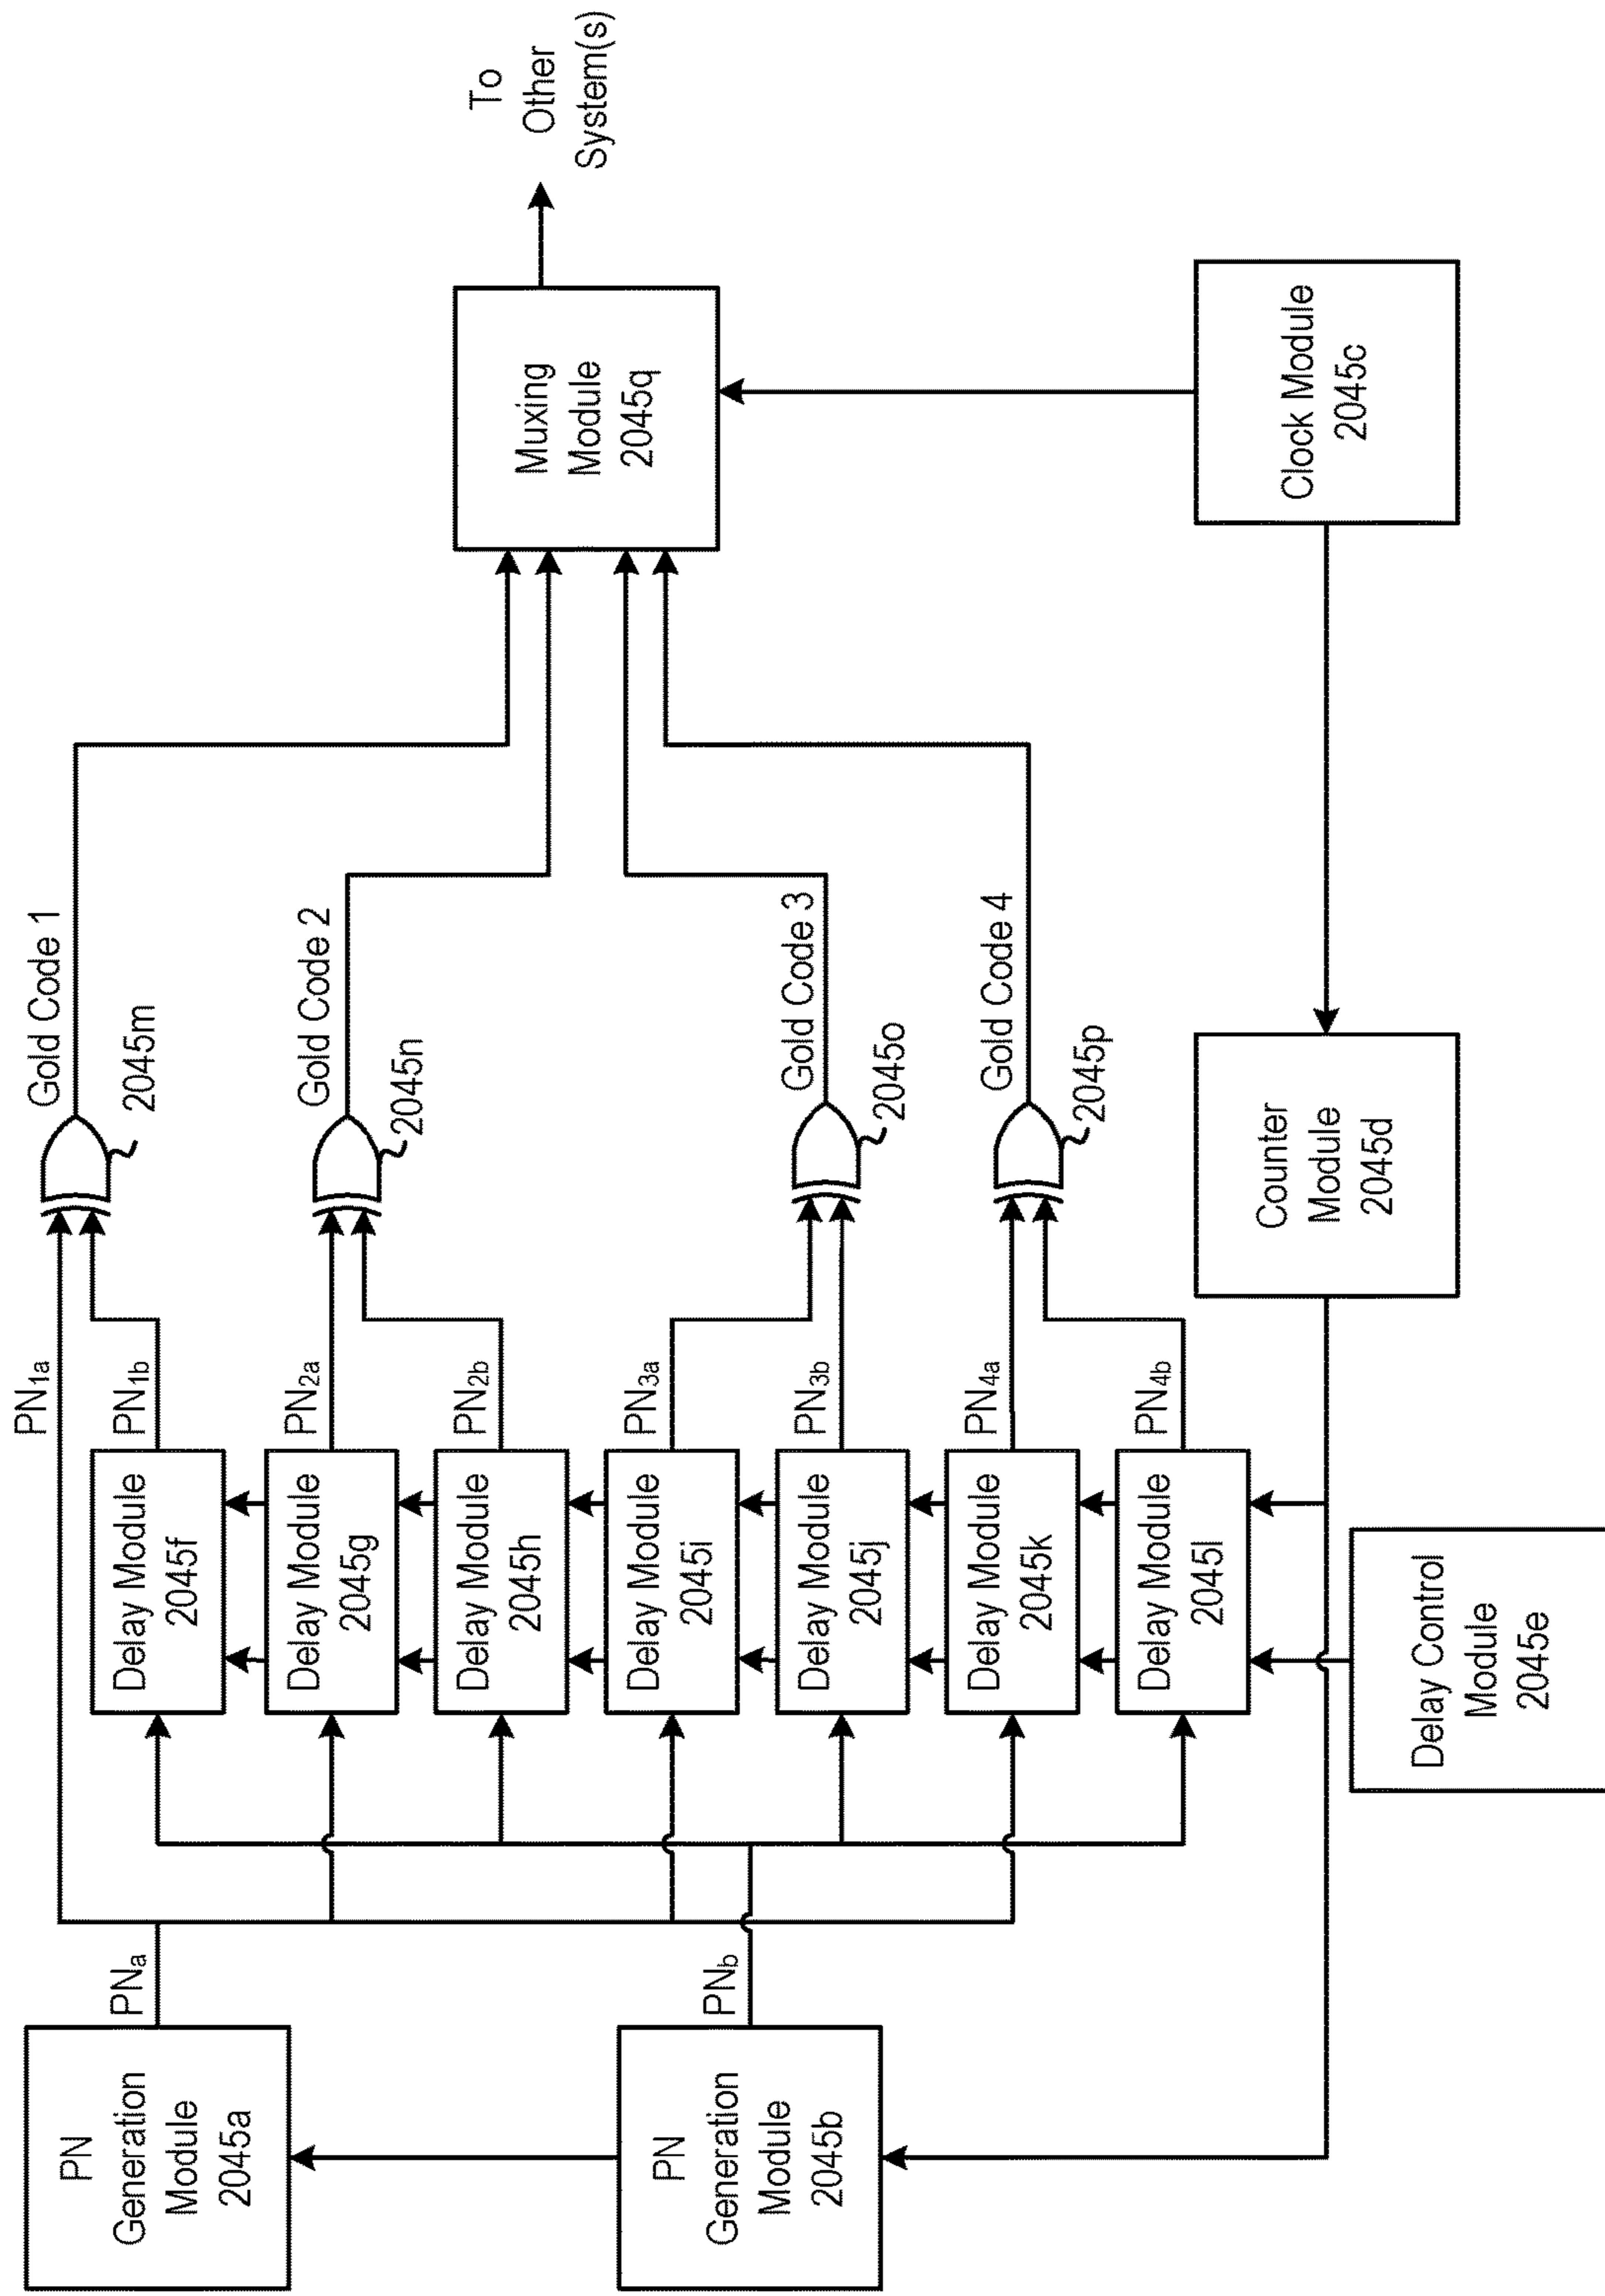 PN
Generation
Module
2045a
PN
Generation
Module
2045b
PNa
PNb
PN1a
Delay Module
2045f
PN1b
Delay Module
2045g
PN2a
Delay Module
2045h
PN2b
Delay Module
2045i
PN3a
Delay Module
2045j
PN3b
Delay Module
2045k
PN4a
Delay Module
2045l
PN4b
Delay Control
Module
2045e
Gold Code 1
2045m
Gold Code 2
2045n
Gold Code 3
2045o
Gold Code 4
2045p
Counter
Module
2045d
Muxing
Module
2045q
Clock Module
2045c
To
Other
System(s)